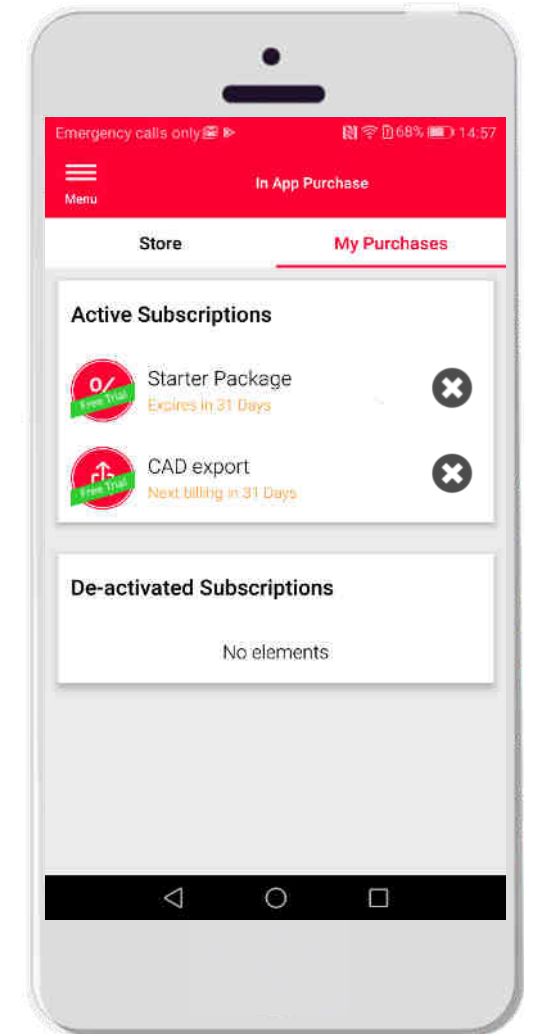 Emergency calls only 68% 14:57
Menu
In App Purchase
Store My Purchases
Active Subscriptions
Starter Package
Free Trial
Expires in 31 Days
CAD export
Free Trial
Next billing in 31 Days
De-activated Subscriptions
No elements